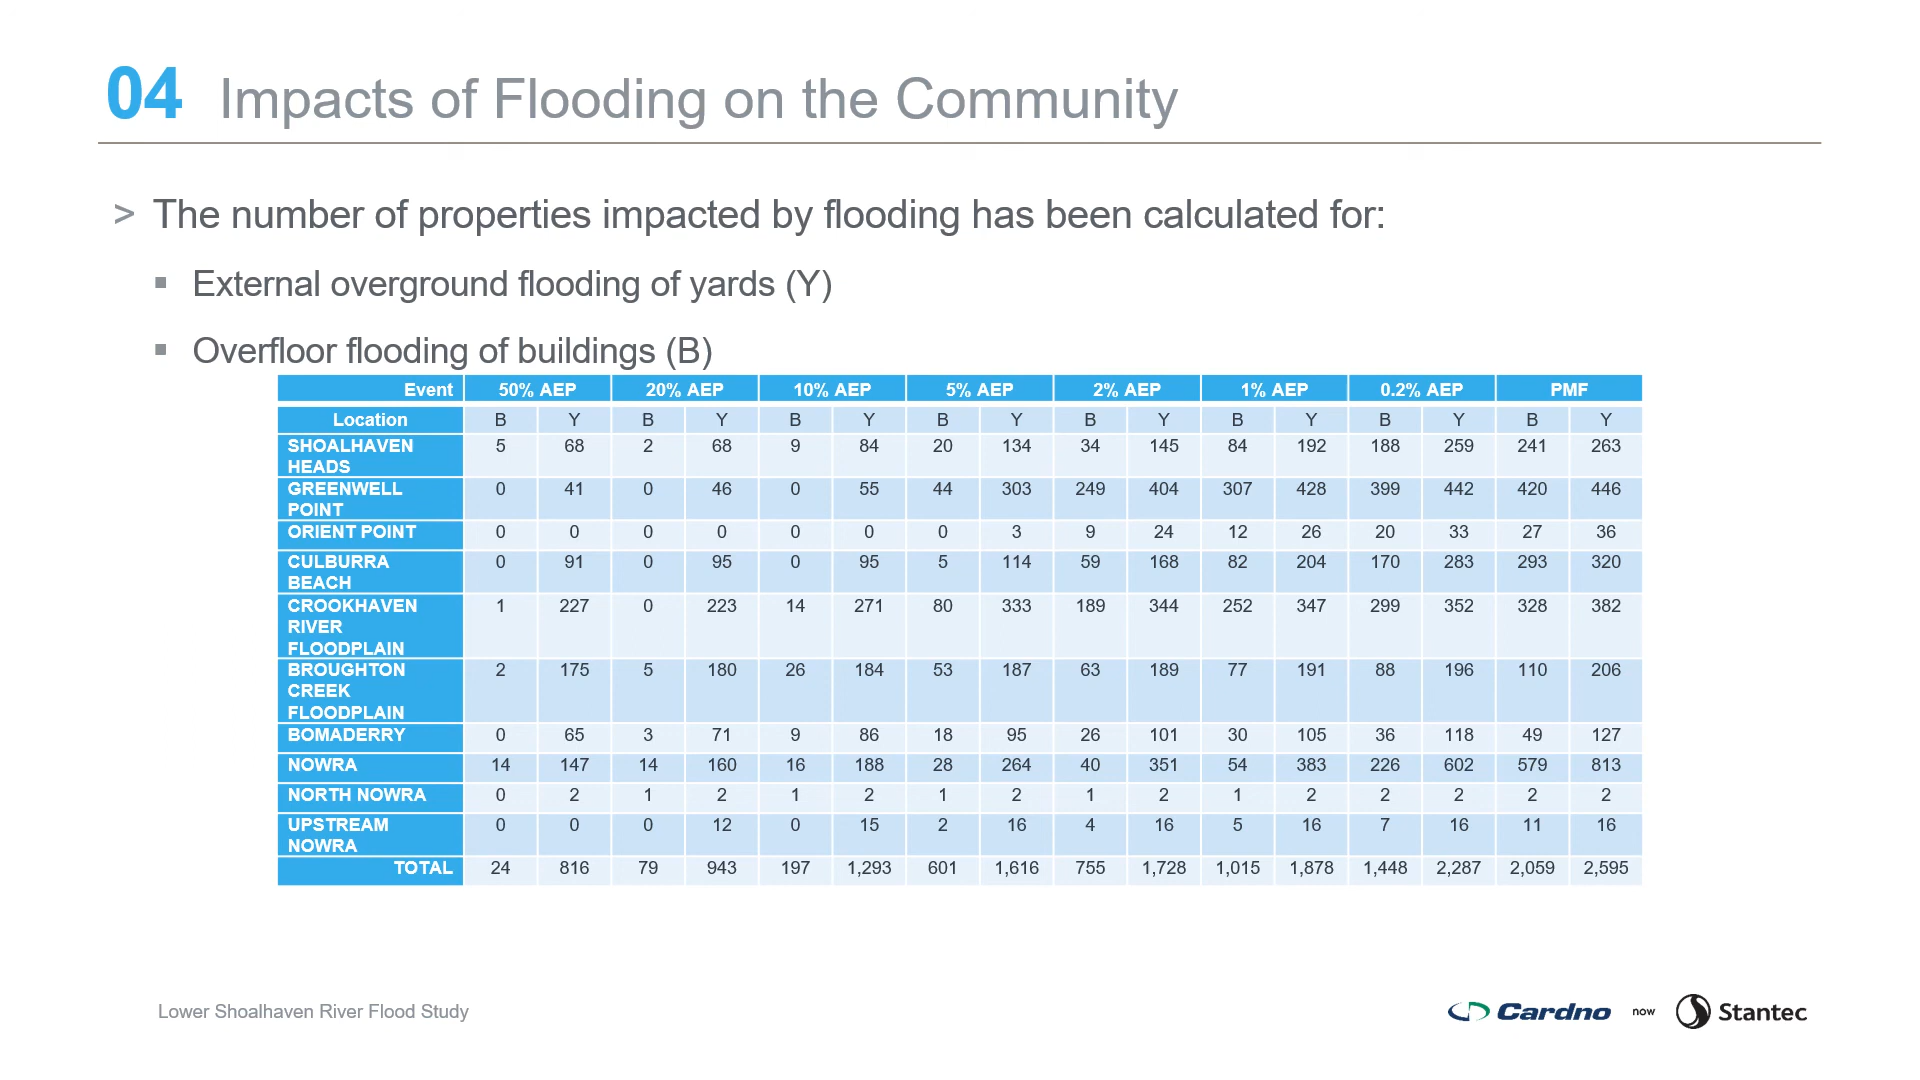 04 Impacts of Flooding on the Community
> The number of properties impacted by flooding has been calculated for:
▪ External overground flooding of yards (Y)
▪ Overfloor flooding of buildings (B)
Event 50% AEP 20% AEP 10% AEP 5% AEP 2% AEP 1% AEP 0.2% AEP PMF
Location B Y B Y B Y B Y B Y B Y B Y B Y
SHOALHAVEN HEADS 5 68 2 68 9 84 20 134 34 145 84 192 188 259 241 263
GREENWELL POINT 0 41 0 46 0 55 44 303 249 404 307 428 399 442 420 446
ORIENT POINT 0 0 0 0 0 0 0 3 9 24 12 26 20 33 27 36
CULBURRA BEACH 0 91 0 95 0 95 5 114 59 168 82 204 170 283 293 320
CROOKHAVEN RIVER FLOODPLAIN 1 227 0 223 14 271 80 333 189 344 252 347 299 352 328 382
BROUGHTON CREEK FLOODPLAIN 2 175 5 180 26 184 53 187 63 189 77 191 88 196 110 206
BOMADERRY 0 65 3 71 9 86 18 95 26 101 30 105 36 118 49 127
NOWRA 14 147 14 160 16 188 28 264 40 351 54 383 226 602 579 813
NORTH NOWRA 0 2 1 2 1 2 1 2 1 2 1 2 2 2 2 2
UPSTREAM NOWRA 0 0 0 12 0 15 2 16 4 16 5 16 7 16 11 16
TOTAL 24 816 79 943 197 1,293 601 1,616 755 1,728 1,015 1,878 1,448 2,287 2,059 2,595
Lower Shoalhaven River Flood Study
Cardno now Stantec